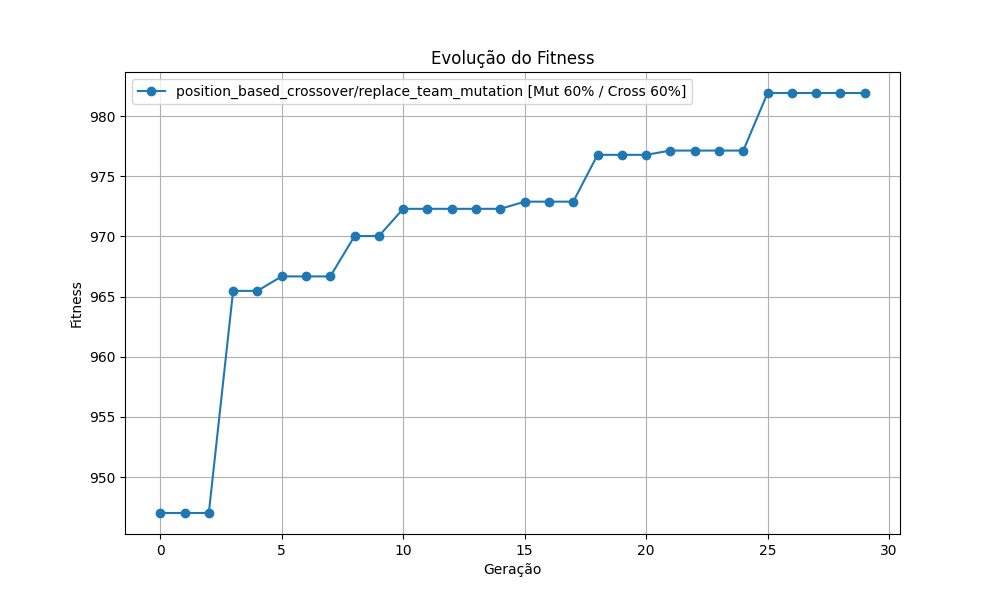 Evolução do Fitness
position_based_crossover/replace_team_mutation [Mut 60% / Cross 60%]
980
975
970
965
960
955
950
Fitness
0 5 10 15 20 25 30
Geração